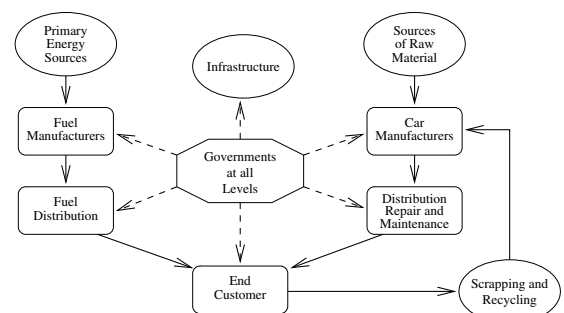 Primary
Energy
Sources
Infrastructure
Sources
of Raw
Material
Fuel
Manufacturers
Governments
at all
Levels
Car
Manufacturers
Fuel
Distribution
Distribution
Repair and
Maintenance
End
Customer
Scrapping and
Recycling